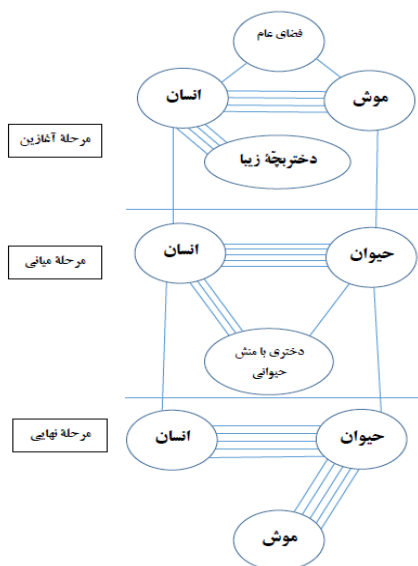 فضای عام
موش
انسان
مرحلهٔ آغازین
دختربچّهٔ زیبا
حیوان
انسان
مرحلهٔ میانی
دختری با منش
حیوانی
حیوان
انسان
مرحلهٔ نهایی
موش